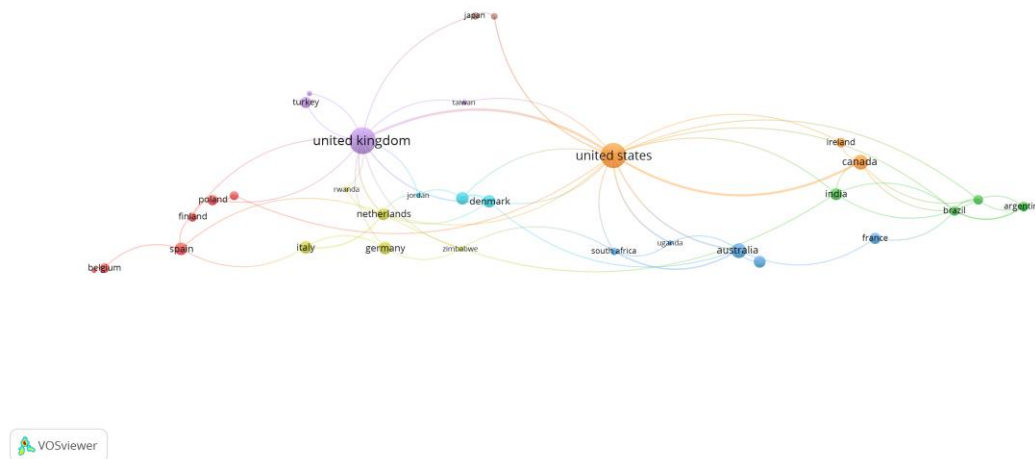 japan
turkey
taiwan
united kingdom
united states
ireland
canada
rwanda
jordan
india
poland
denmark
netherlands
brazil
argentin
finland
france
spain
italy
germany
zimbabwe
south africa
uganda
australia
belgium
VOSviewer